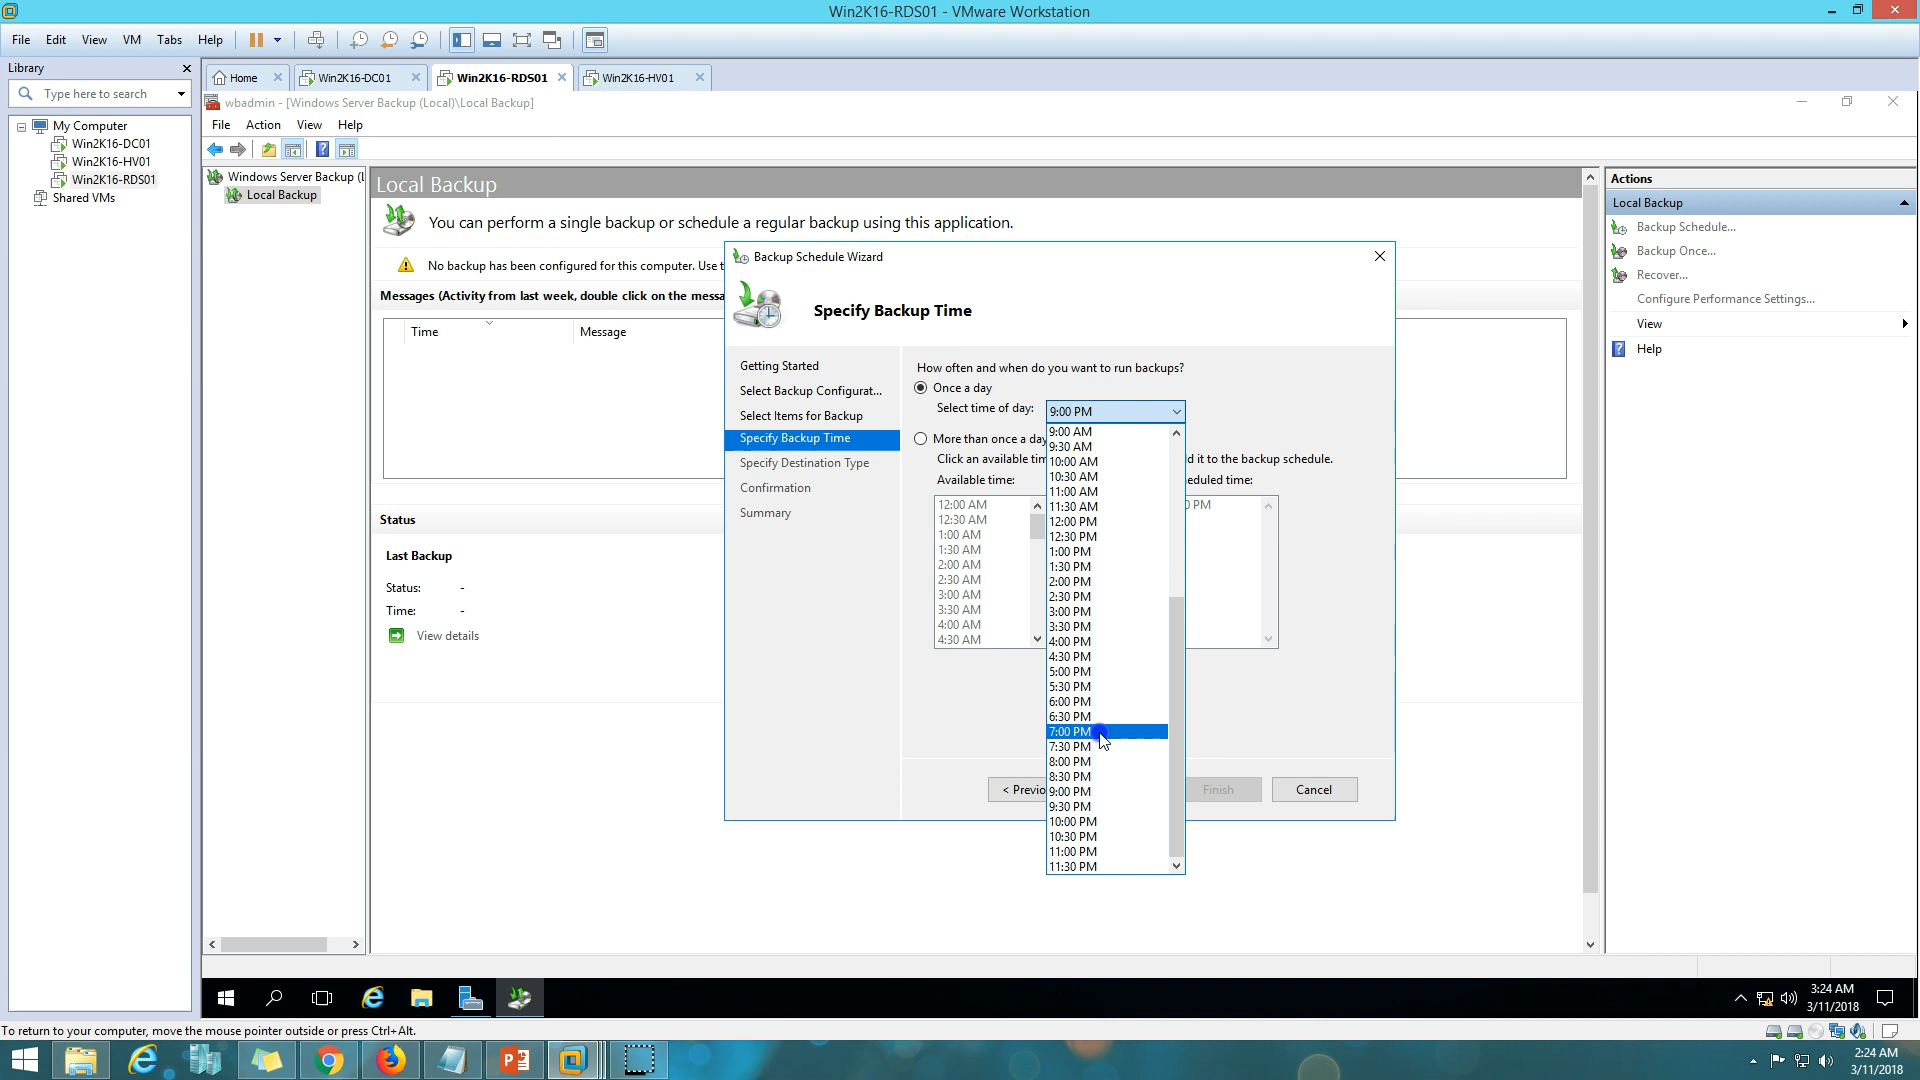 Win2K16-RDS01 - VMware Workstation
File Edit View VM Tabs Help
Library
Type here to search
My Computer
Win2K16-DC01
Win2K16-HV01
Win2K16-RDS01
Shared VMs
Home Win2K16-DC01 Win2K16-RDS01 Win2K16-HV01
wbadmin - [Windows Server Backup (Local)\Local Backup]
File Action View Help
Windows Server Backup (L
Local Backup
Local Backup
You can perform a single backup or schedule a regular backup using this application.
No backup has been configured for this computer. Use t
Messages (Activity from last week, double click on the messa
Time Message
Status
Last Backup
Status: -
Time: -
View details
Backup Schedule Wizard
Specify Backup Time
Getting Started
Select Backup Configurat...
Select Items for Backup
Specify Backup Time
Specify Destination Type
Confirmation
Summary
How often and when do you want to run backups?
Once a day
Select time of day: 9:00 PM
More than once a day
Click an available tim d it to the backup schedule.
Available time: eduled time:
12:00 AM
12:30 AM
1:00 AM
1:30 AM
2:00 AM
2:30 AM
3:00 AM
3:30 AM
4:00 AM
4:30 AM
9:00 AM
9:30 AM
10:00 AM
10:30 AM
11:00 AM
11:30 AM
12:00 PM
12:30 PM
1:00 PM
1:30 PM
2:00 PM
2:30 PM
3:00 PM
3:30 PM
4:00 PM
4:30 PM
5:00 PM
5:30 PM
6:00 PM
6:30 PM
7:00 PM
7:30 PM
8:00 PM
8:30 PM
9:00 PM
9:30 PM
10:00 PM
10:30 PM
11:00 PM
11:30 PM
PM
< Previo Finish Cancel
Actions
Local Backup
Backup Schedule...
Backup Once...
Recover...
Configure Performance Settings...
View
Help
3:24 AM
3/11/2018
To return to your computer, move the mouse pointer outside or press Ctrl+Alt.
2:24 AM
3/11/2018